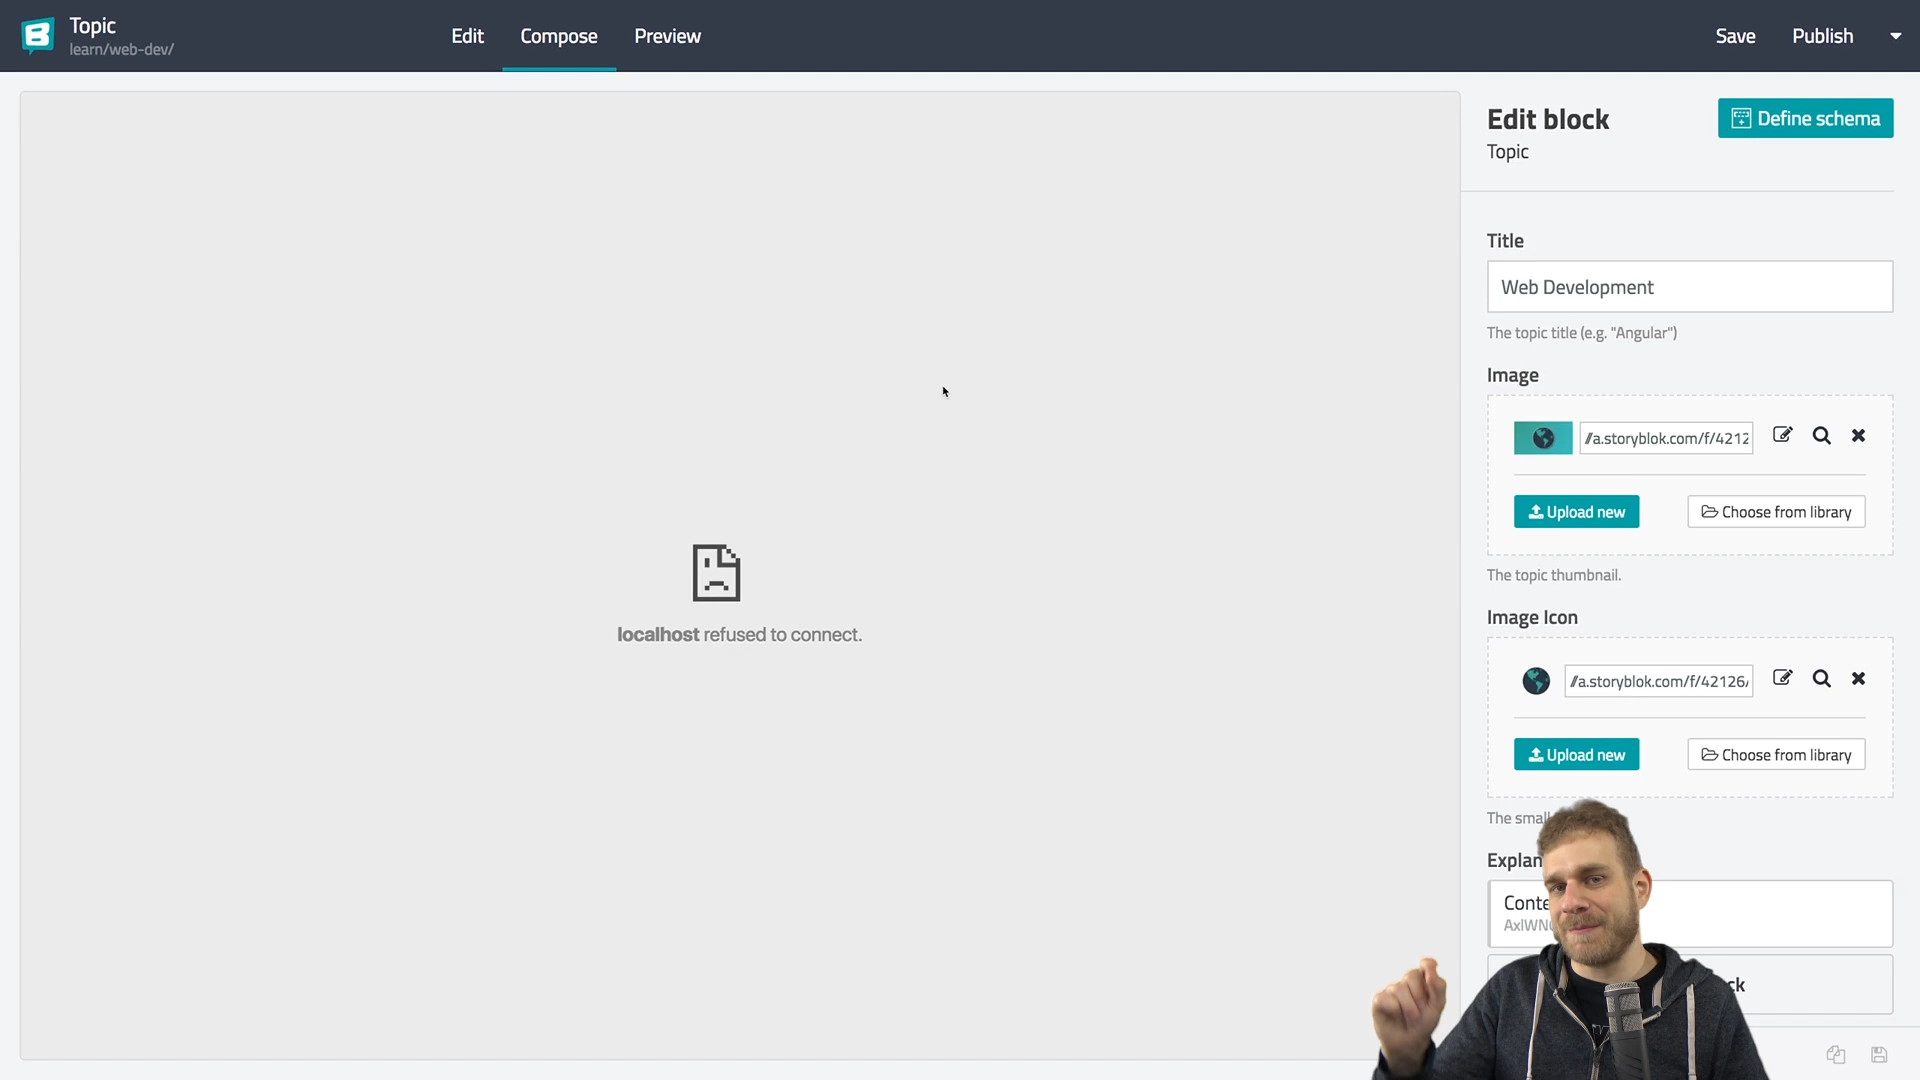 Topic
learn/web-dev/
Edit
Compose
Preview
Save
Publish
Edit block
Define schema
Topic
Title
Web Development
The topic title (e.g. "Angular")
Image
//a.storyblok.com/f/4212
Upload new
Choose from library
The topic thumbnail.
Image Icon
//a.storyblok.com/f/42126/
Upload new
Choose from library
The small
localhost refused to connect.